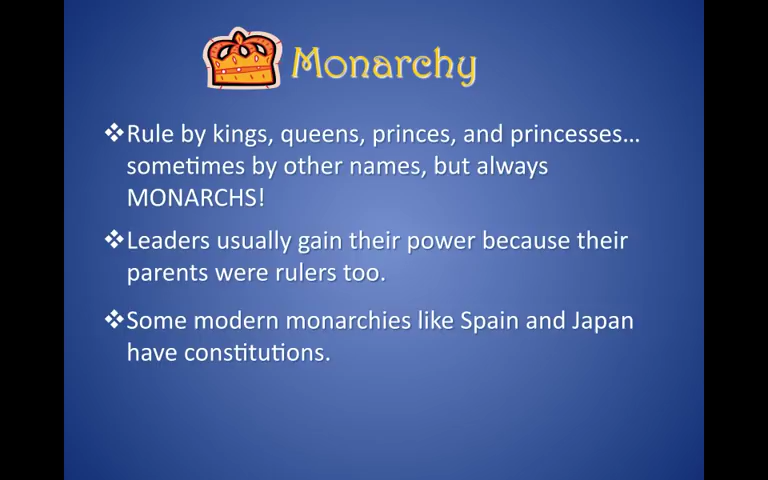 Monarchy
❖Rule by kings, queens, princes, and princesses…
sometimes by other names, but always
MONARCHS!
❖Leaders usually gain their power because their
parents were rulers too.
❖Some modern monarchies like Spain and Japan
have constitutions.